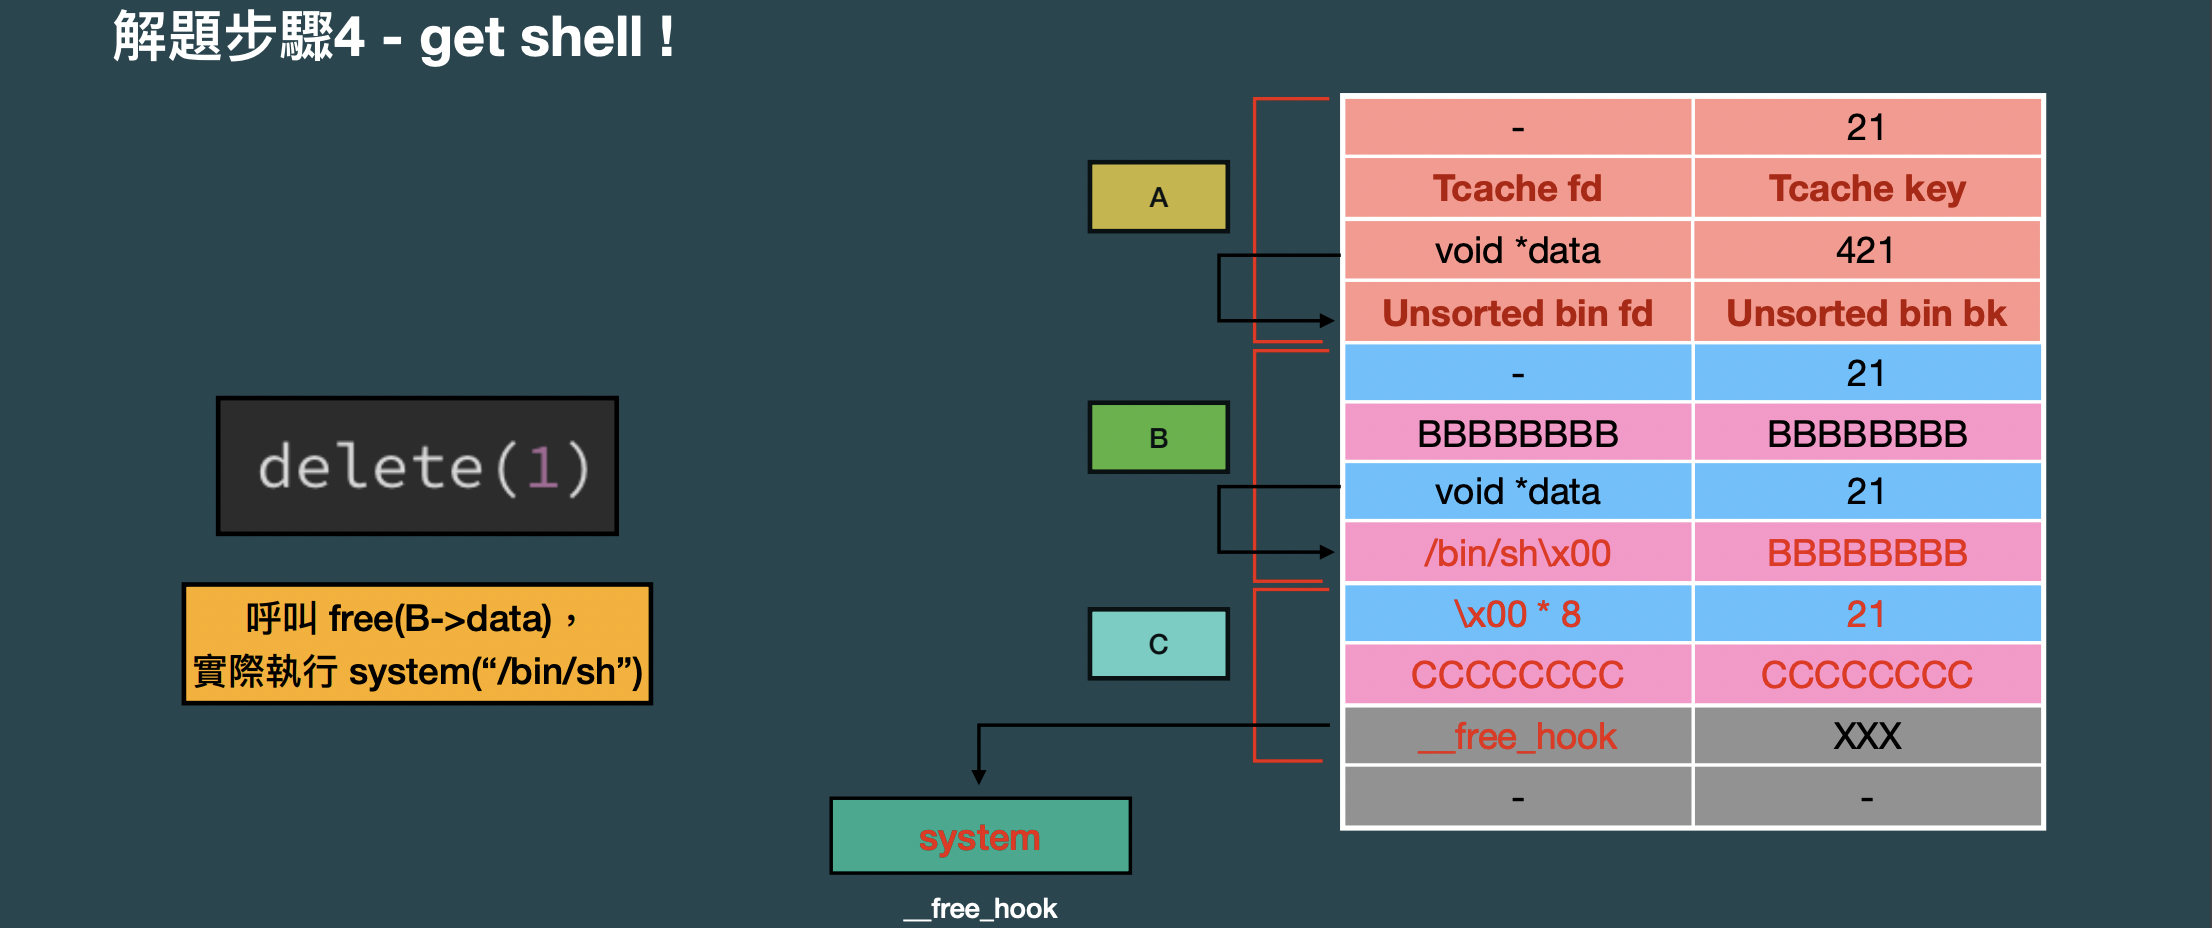 解題步驟4 - get shell !
- 21
A
Tcache fd Tcache key
void *data 421
Unsorted bin fd Unsorted bin bk
- 21
B
BBBBBBBB BBBBBBBB
delete(1)
void *data 21
/bin/sh\x00 BBBBBBBB
呼叫 free(B->data)，
實際執行 system(“/bin/sh”)
C
\x00 * 8 21
CCCCCCCC CCCCCCCC
__free_hook XXX
- -
system
__free_hook